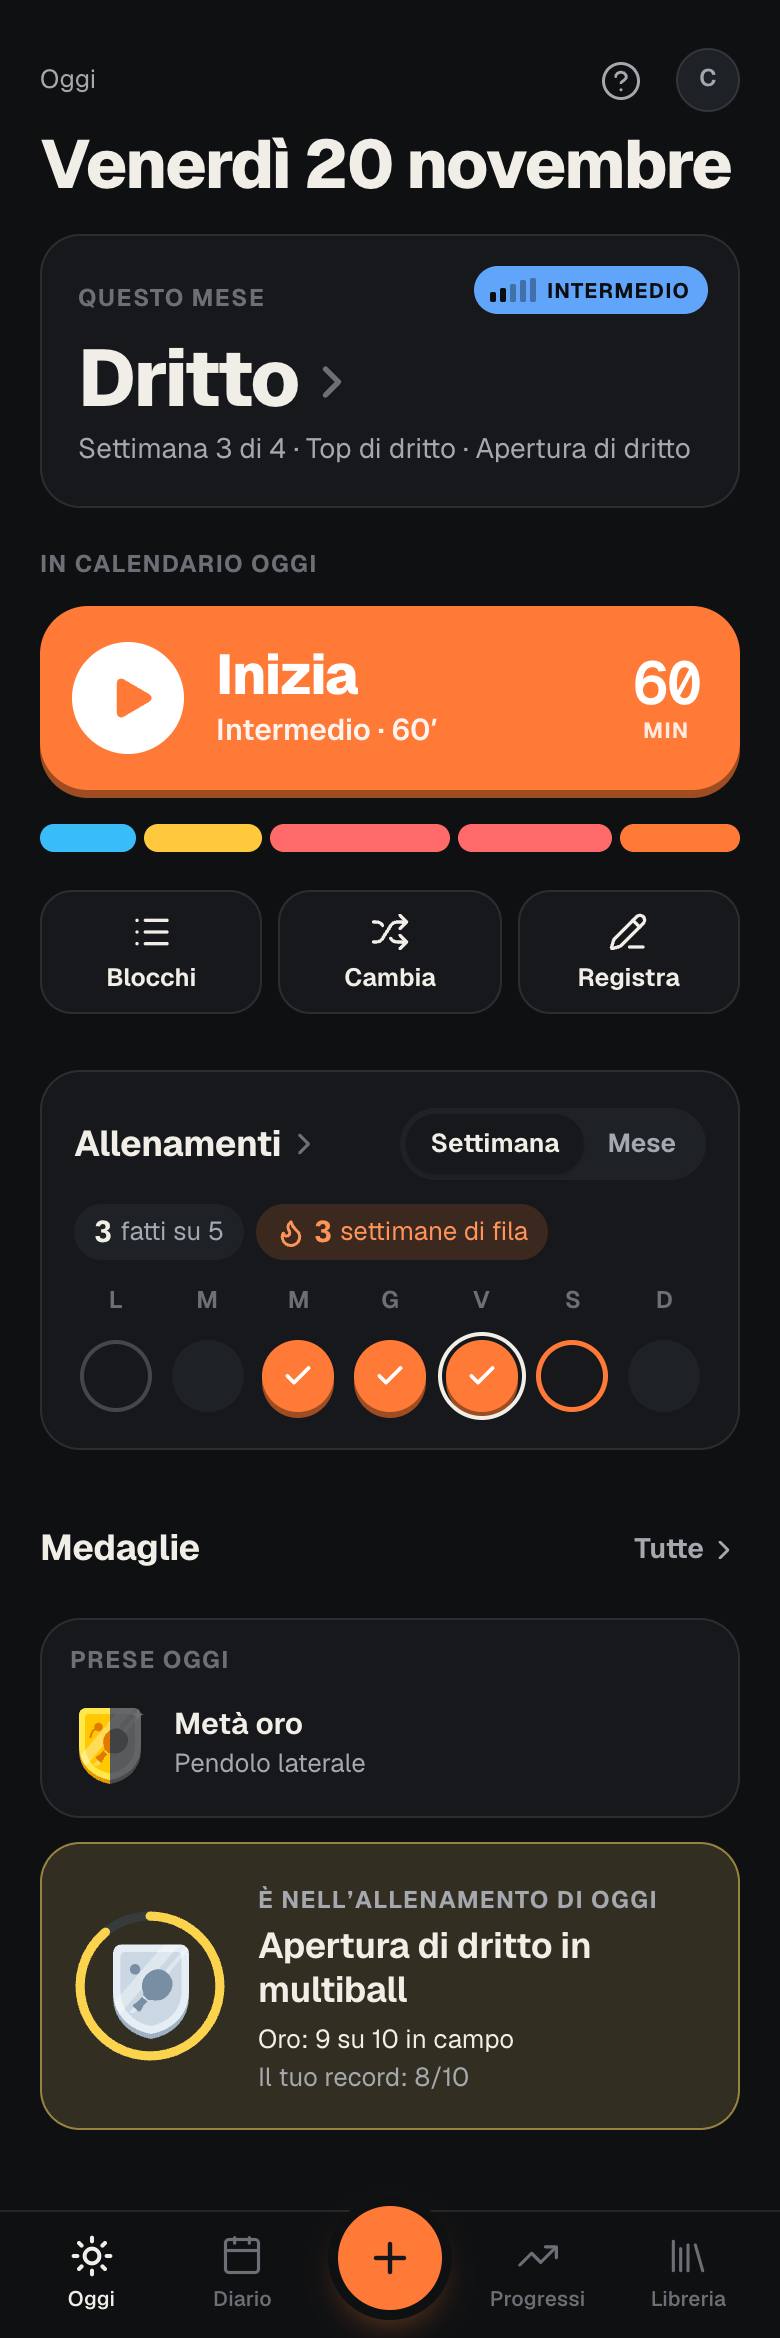 Oggi
C
Venerdì 20 novembre
QUESTO MESE
INTERMEDIO
Dritto
Settimana 3 di 4 · Top di dritto · Apertura di dritto
IN CALENDARIO OGGI
Inizia
Intermedio · 60′
60
MIN
Blocchi
Cambia
Registra
Allenamenti
Settimana
Mese
3 fatti su 5
3 settimane di fila
L M M G V S D
Medaglie
Tutte
PRESE OGGI
Metà oro
Pendolo laterale
È NELL’ALLENAMENTO DI OGGI
Apertura di dritto in
multiball
Oro: 9 su 10 in campo
Il tuo record: 8/10
Oggi
Diario
Progressi
Libreria